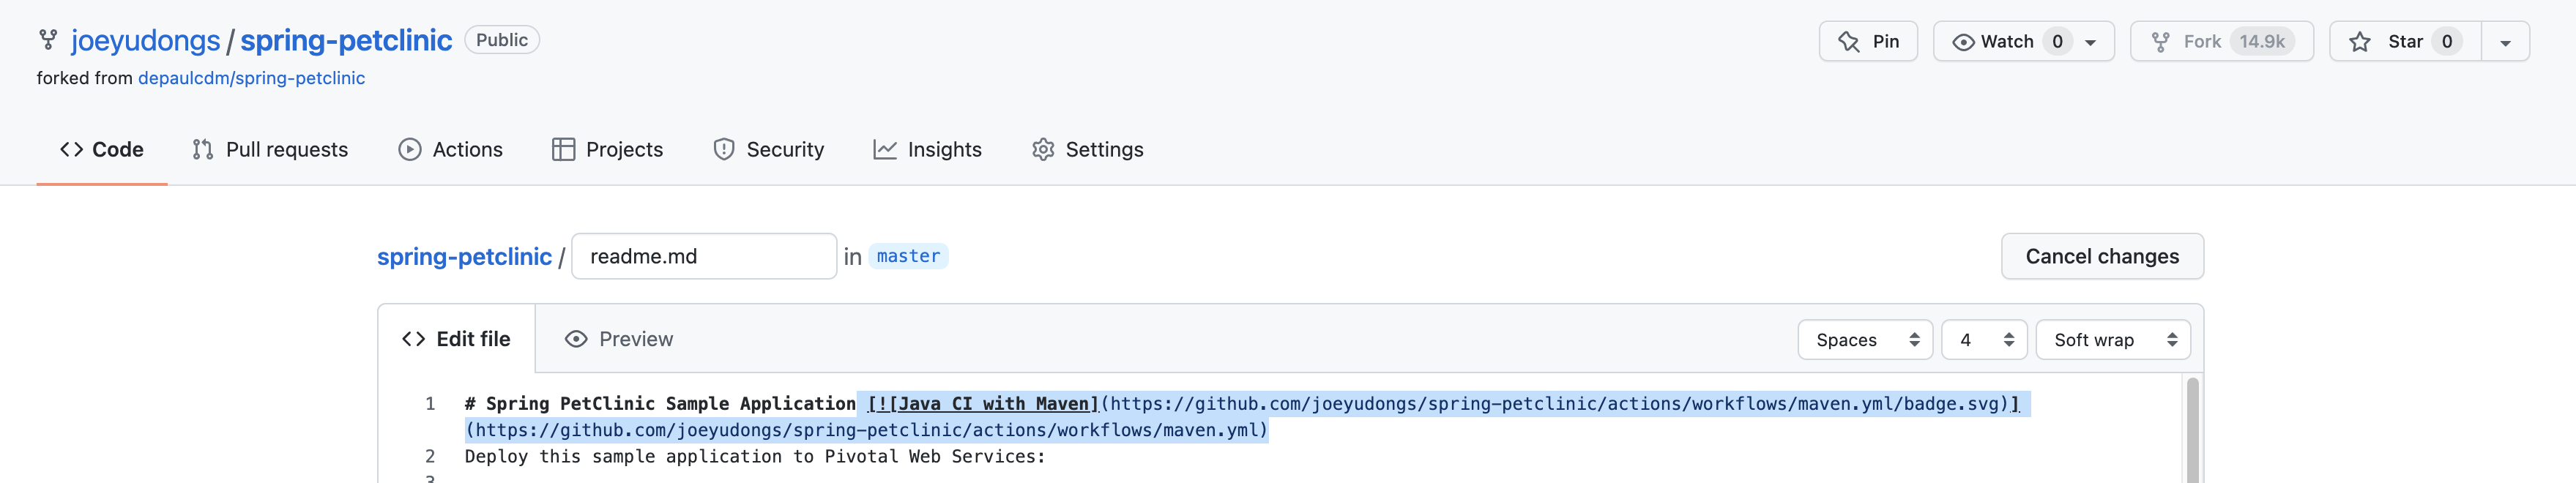 joeyudongs / spring-petclinic Public
Pin Watch 0 Fork 14.9k Star 0
forked from depaulcdm/spring-petclinic
Code Pull requests Actions Projects Security Insights Settings
spring-petclinic / readme.md in master Cancel changes
<> Edit file Preview Spaces 4 Soft wrap
1 # Spring PetClinic Sample Application [![Java CI with Maven](https://github.com/joeyudongs/spring-petclinic/actions/workflows/maven.yml/badge.svg)]
(https://github.com/joeyudongs/spring-petclinic/actions/workflows/maven.yml)
2 Deploy this sample application to Pivotal Web Services:
3